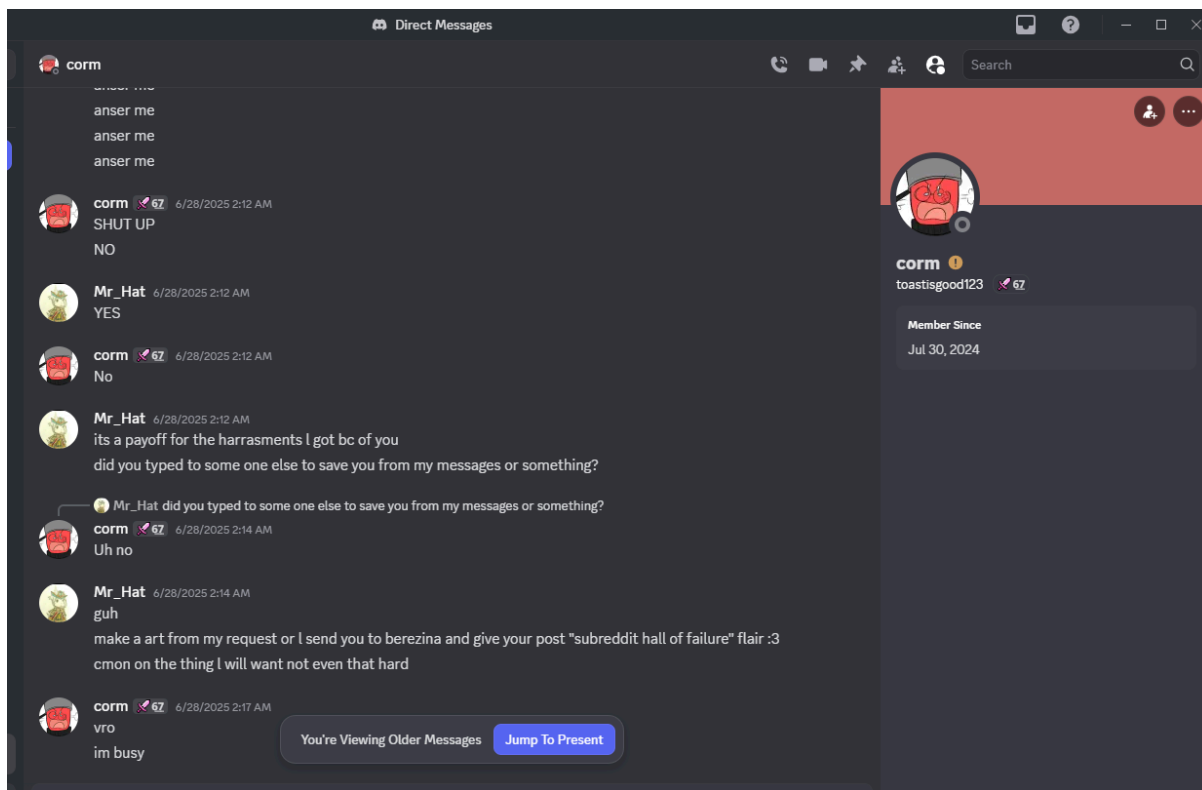 Direct Messages
corm
Search
anser me
anser me
anser me
anser me
corm 67 6/28/2025 2:12 AM
SHUT UP
NO
Mr_Hat 6/28/2025 2:12 AM
YES
corm 67 6/28/2025 2:12 AM
No
Mr_Hat 6/28/2025 2:12 AM
its a payoff for the harrasments l got bc of you
did you typed to some one else to save you from my messages or something?
Mr_Hat did you typed to some one else to save you from my messages or something?
corm 67 6/28/2025 2:14 AM
Uh no
Mr_Hat 6/28/2025 2:14 AM
guh
make a art from my request or l send you to berezina and give your post "subreddit hall of failure" flair :3
cmon on the thing l will want not even that hard
corm 67 6/28/2025 2:17 AM
vro
im busy
You're Viewing Older Messages Jump To Present
corm
toastisgood123 67
Member Since
Jul 30, 2024